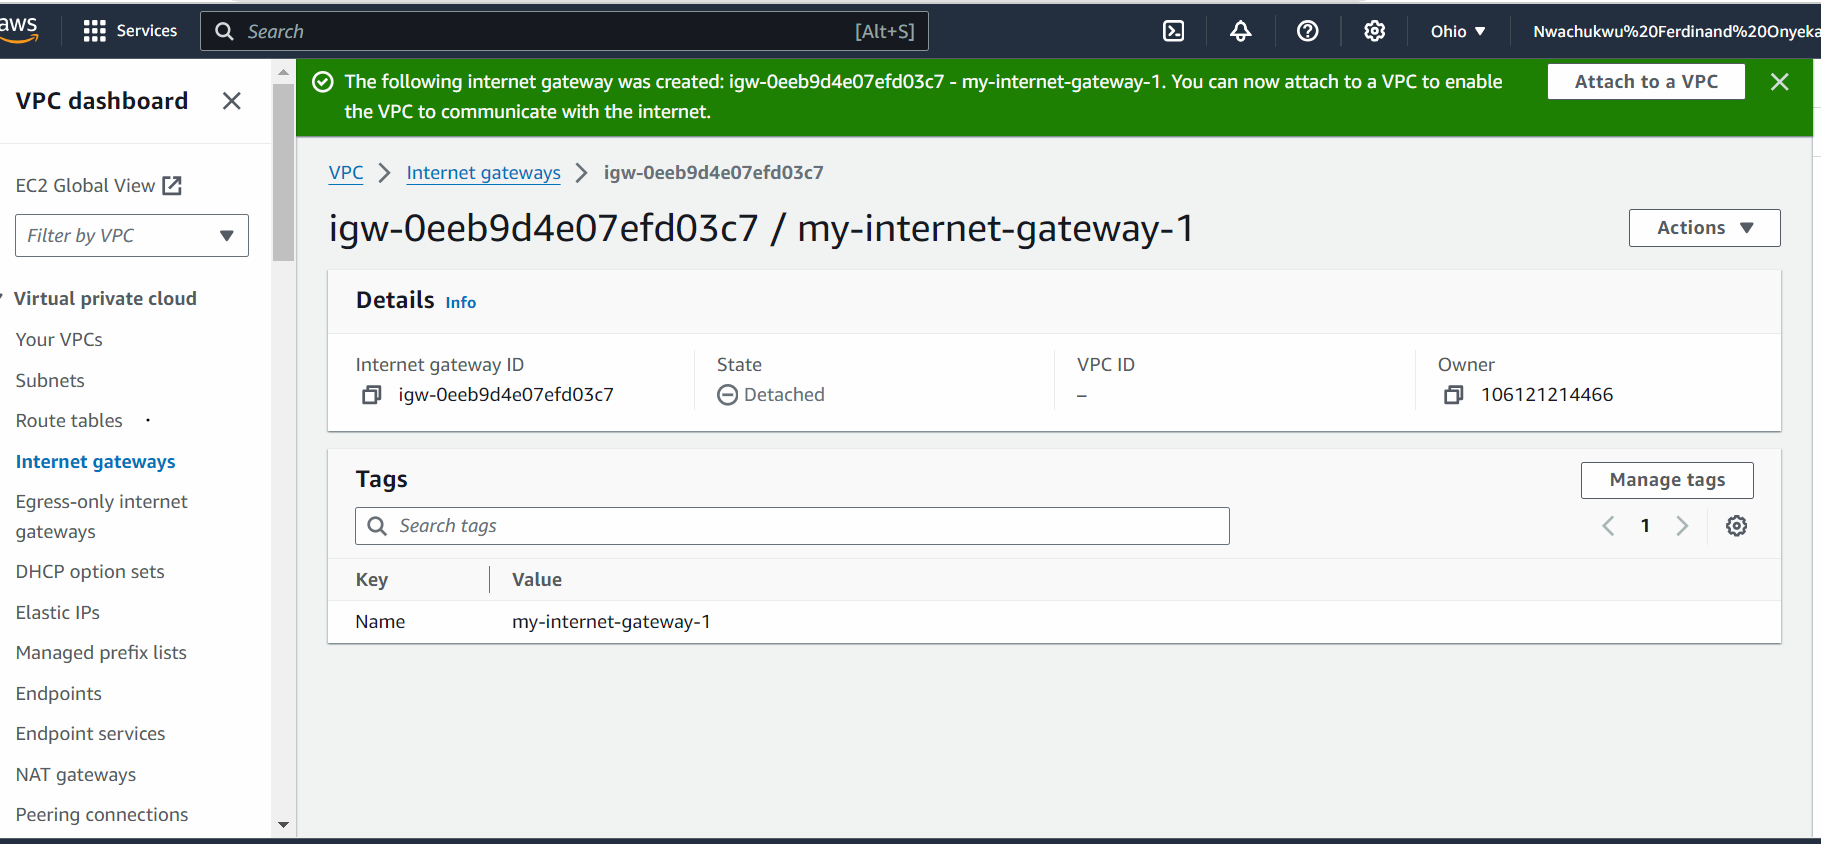 aws
Services
Search
[Alt+S]
Ohio
Nwachukwu%20Ferdinand%20Onyeka
VPC dashboard
EC2 Global View
Filter by VPC
Virtual private cloud
Your VPCs
Subnets
Route tables
Internet gateways
Egress-only internet
gateways
DHCP option sets
Elastic IPs
Managed prefix lists
Endpoints
Endpoint services
NAT gateways
Peering connections
The following internet gateway was created: igw-0eeb9d4e07efd03c7 - my-internet-gateway-1. You can now attach to a VPC to enable
the VPC to communicate with the internet.
Attach to a VPC
VPC
Internet gateways
igw-0eeb9d4e07efd03c7
igw-0eeb9d4e07efd03c7 / my-internet-gateway-1
Actions
Details Info
Internet gateway ID
igw-0eeb9d4e07efd03c7
State
Detached
VPC ID
–
Owner
106121214466
Tags
Manage tags
Search tags
1
Key
Value
Name
my-internet-gateway-1